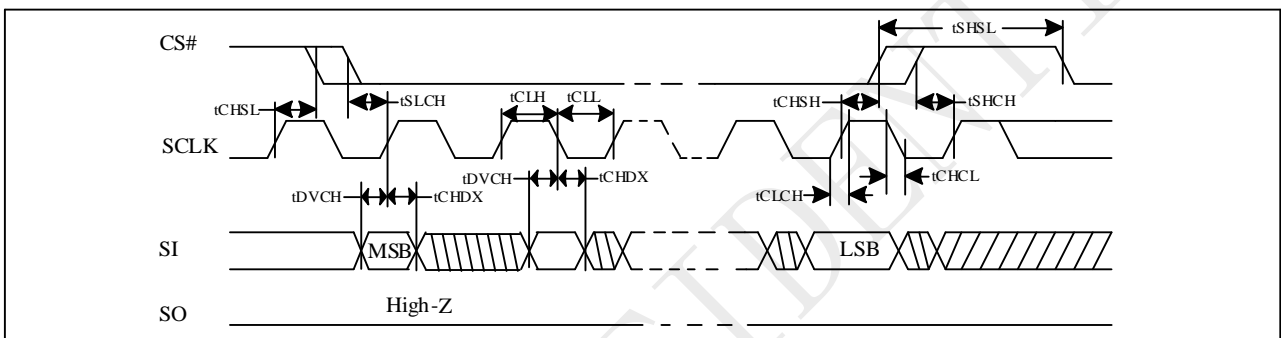 CS#
tSHSL
tCHSL
tSLCH
tCLH
tCLL
tCHSH
tSHCH
SCLK
tDVCH
tCHDX
tDVCH
tCHDX
tCLCH
tCHCL
SI
MSB
LSB
SO
High-Z